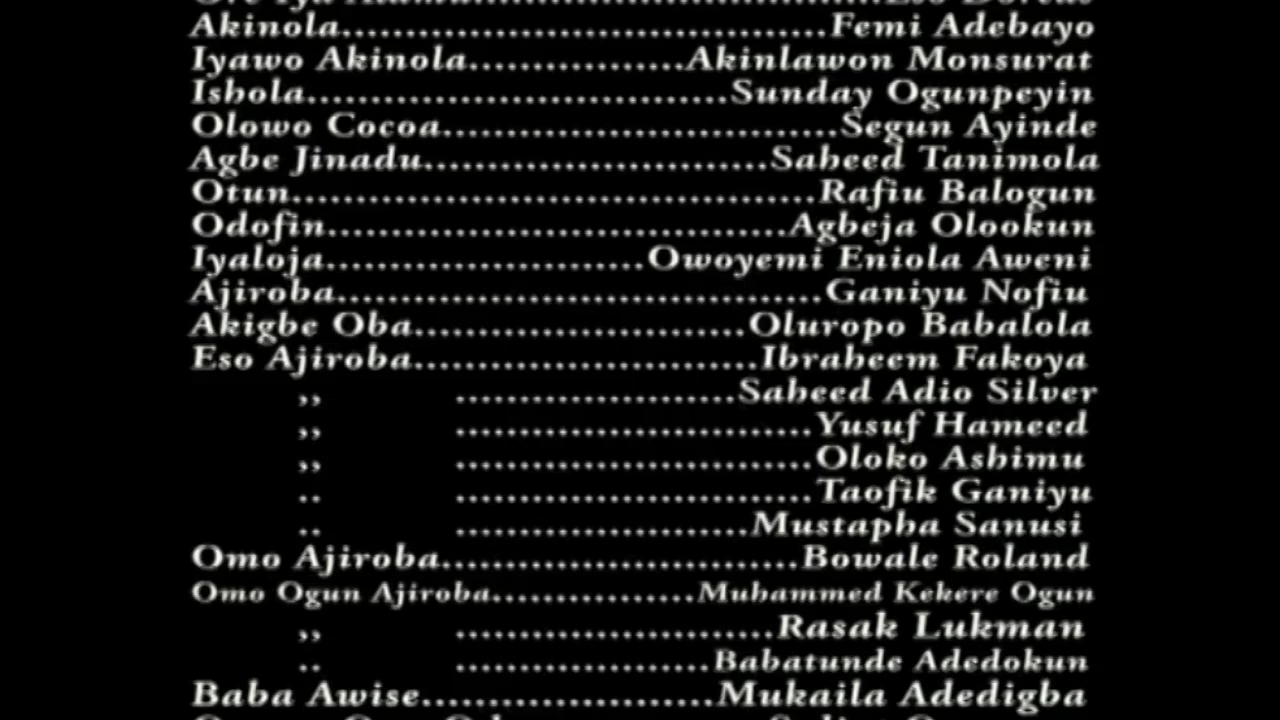 Akinola.....................................Femi Adebayo
Iyawo Akinola.................Akinlawon Monsurat
Ishola................................Sunday Ogunpeyin
Olowo Cocoa..............................Segun Ayinde
Agbe Jinadu..........................Saheed Tanimola
Otun........................................Rafiu Balogun
Odofin...................................Agbeja Olookun
Iyaloja........................Owoyemi Eniola Aweni
Ajiroba.....................................Ganiyu Nofiu
Akigbe Oba.........................Oluropo Babalola
Eso Ajiroba..........................Ibraheem Fakoya
,, .....................Saheed Adio Silver
,, ...........................Yusuf Hameed
,, ...........................Oloko Ashimu
.. ...........................Taofik Ganiyu
.. ......................Mustapha Sanusi
Omo Ajiroba...........................Bowale Roland
Omo Ogun Ajiroba................Muhammed Kekere Ogun
,, ........................Rasak Lukman
.. ...................Babatunde Adedokun
Baba Awise......................Mukaila Adedigba